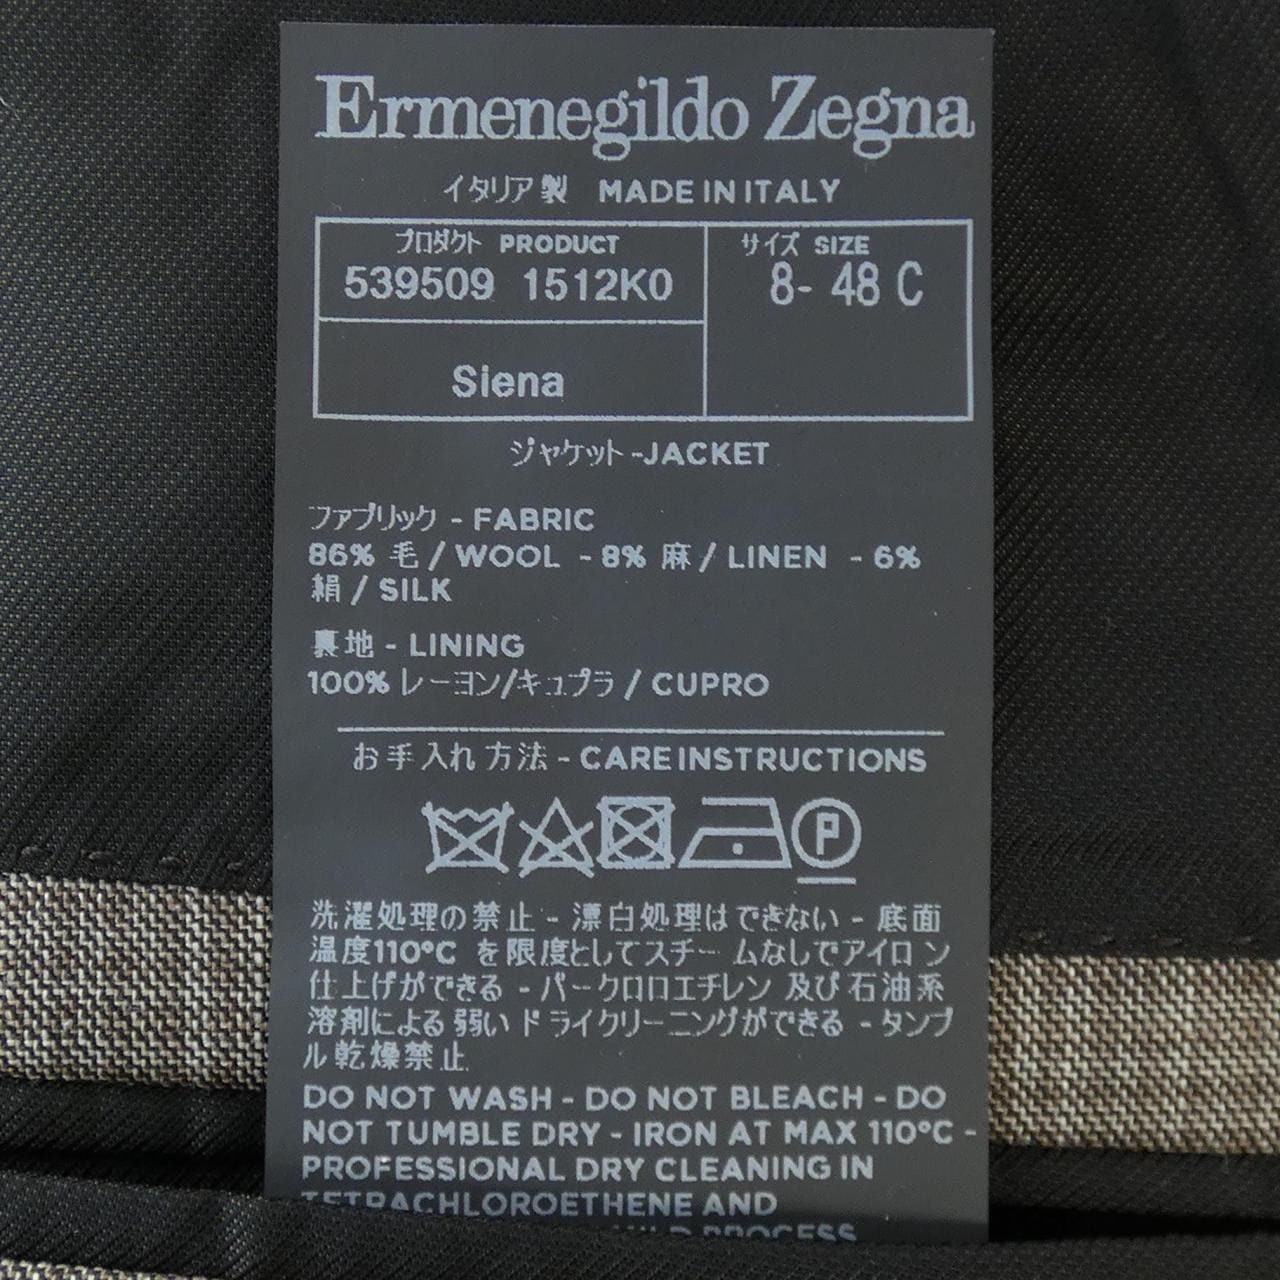 Ermenegildo Zegna
イタリア製 MADE IN ITALY
プロダクト PRODUCT
539509 1512K0
サイズ SIZE
8- 48 C
Siena
ジャケット-JACKET
ファブリック - FABRIC
86% 毛 / WOOL - 8% 麻 / LINEN - 6%
絹 / SILK
裏地 - LINING
100% レーヨン/キュプラ / CUPRO
お手入れ方法 - CARE INSTRUCTIONS
P
洗濯処理の禁止 - 漂白処理はできない - 底面
温度110°C を限度としてスチームなしでアイロン
仕上げができる - パークロロエチレン 及び石油系
溶剤による弱いドライクリーニングができる - タンブ
ル乾燥禁止
DO NOT WASH - DO NOT BLEACH - DO
NOT TUMBLE DRY - IRON AT MAX 110°C -
PROFESSIONAL DRY CLEANING IN
TETRACHLOROETHENE AND
MILD PROCESS